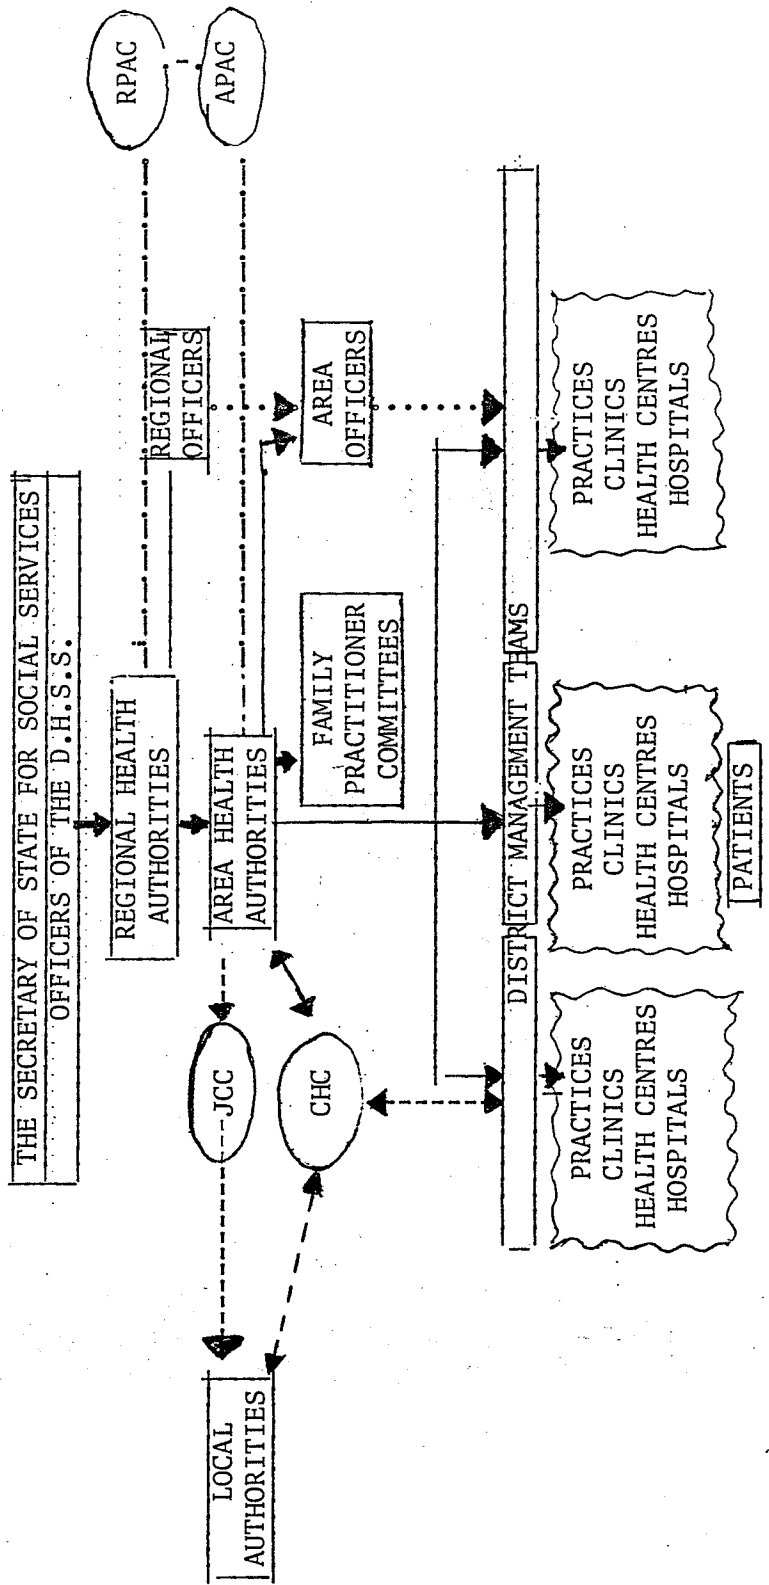 THE SECRETARY OF STATE FOR SOCIAL SERVICES
OFFICERS OF THE D.H.S.S.
RPAC
REGIONAL HEALTH
AUTHORITIES
REGIONAL
OFFICERS
APAC
LOCAL
AUTHORITIES
JCC
AREA HEALTH
AUTHORITIES
CHC
FAMILY
PRACTITIONER
COMMITTEES
AREA
OFFICERS
DISTRICT MANAGEMENT THAMS
PRACTICES
CLINICS
HEALTH CENTRES
HOSPITALS
PRACTICES
CLINICS
HEALTH CENTRES
HOSPITALS
PRACTICES
CLINICS
HEALTH CENTRES
HOSPITALS
PATIENTS